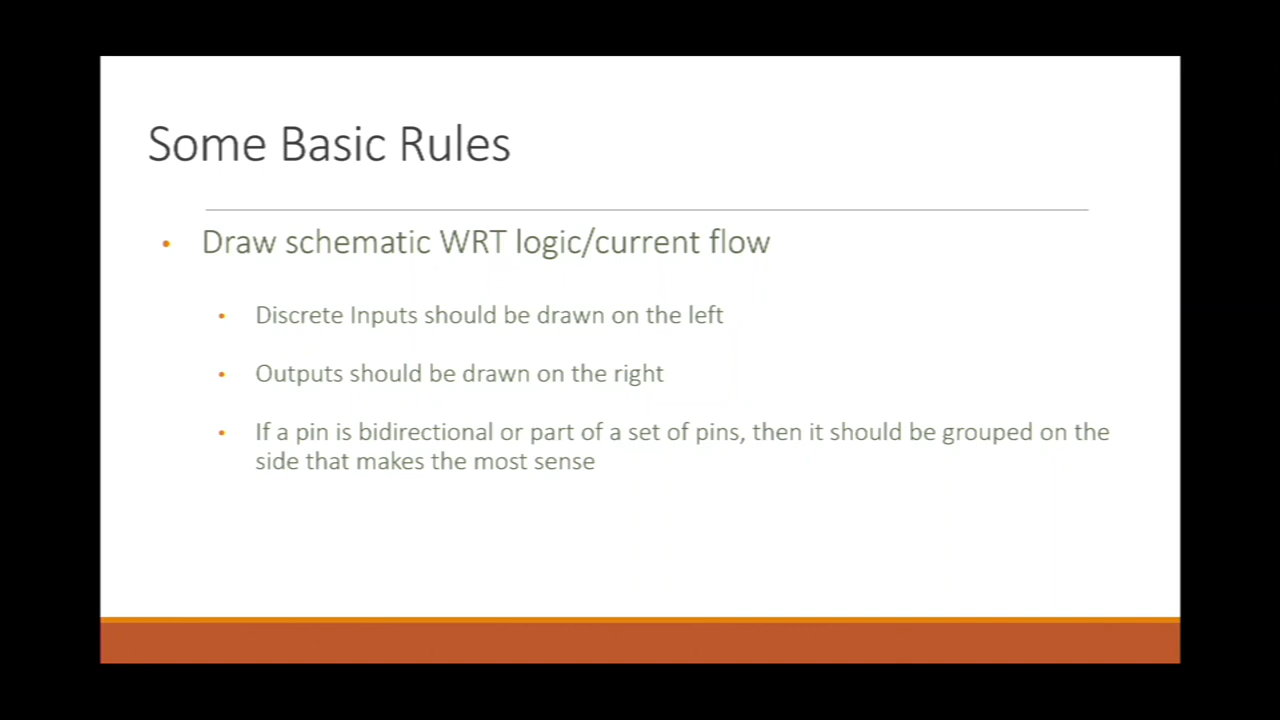 Some Basic Rules
• Draw schematic WRT logic/current flow
• Discrete Inputs should be drawn on the left
• Outputs should be drawn on the right
• If a pin is bidirectional or part of a set of pins, then it should be grouped on the
side that makes the most sense